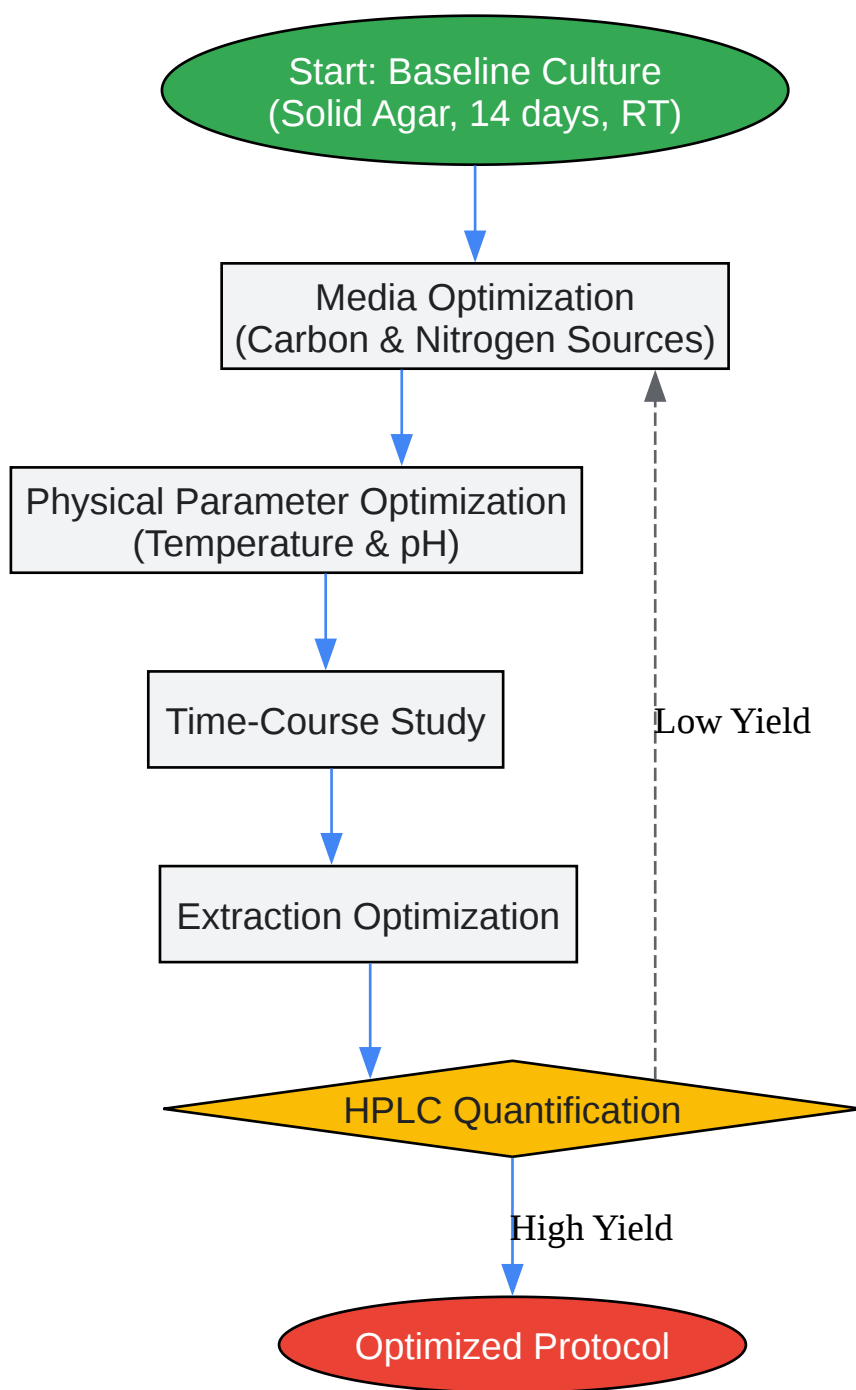 Start: Baseline Culture
(Solid Agar, 14 days, RT)
Media Optimization
(Carbon & Nitrogen Sources)
Physical Parameter Optimization
(Temperature & pH)
Time-Course Study
Low Yield
Extraction Optimization
HPLC Quantification
High Yield
Optimized Protocol